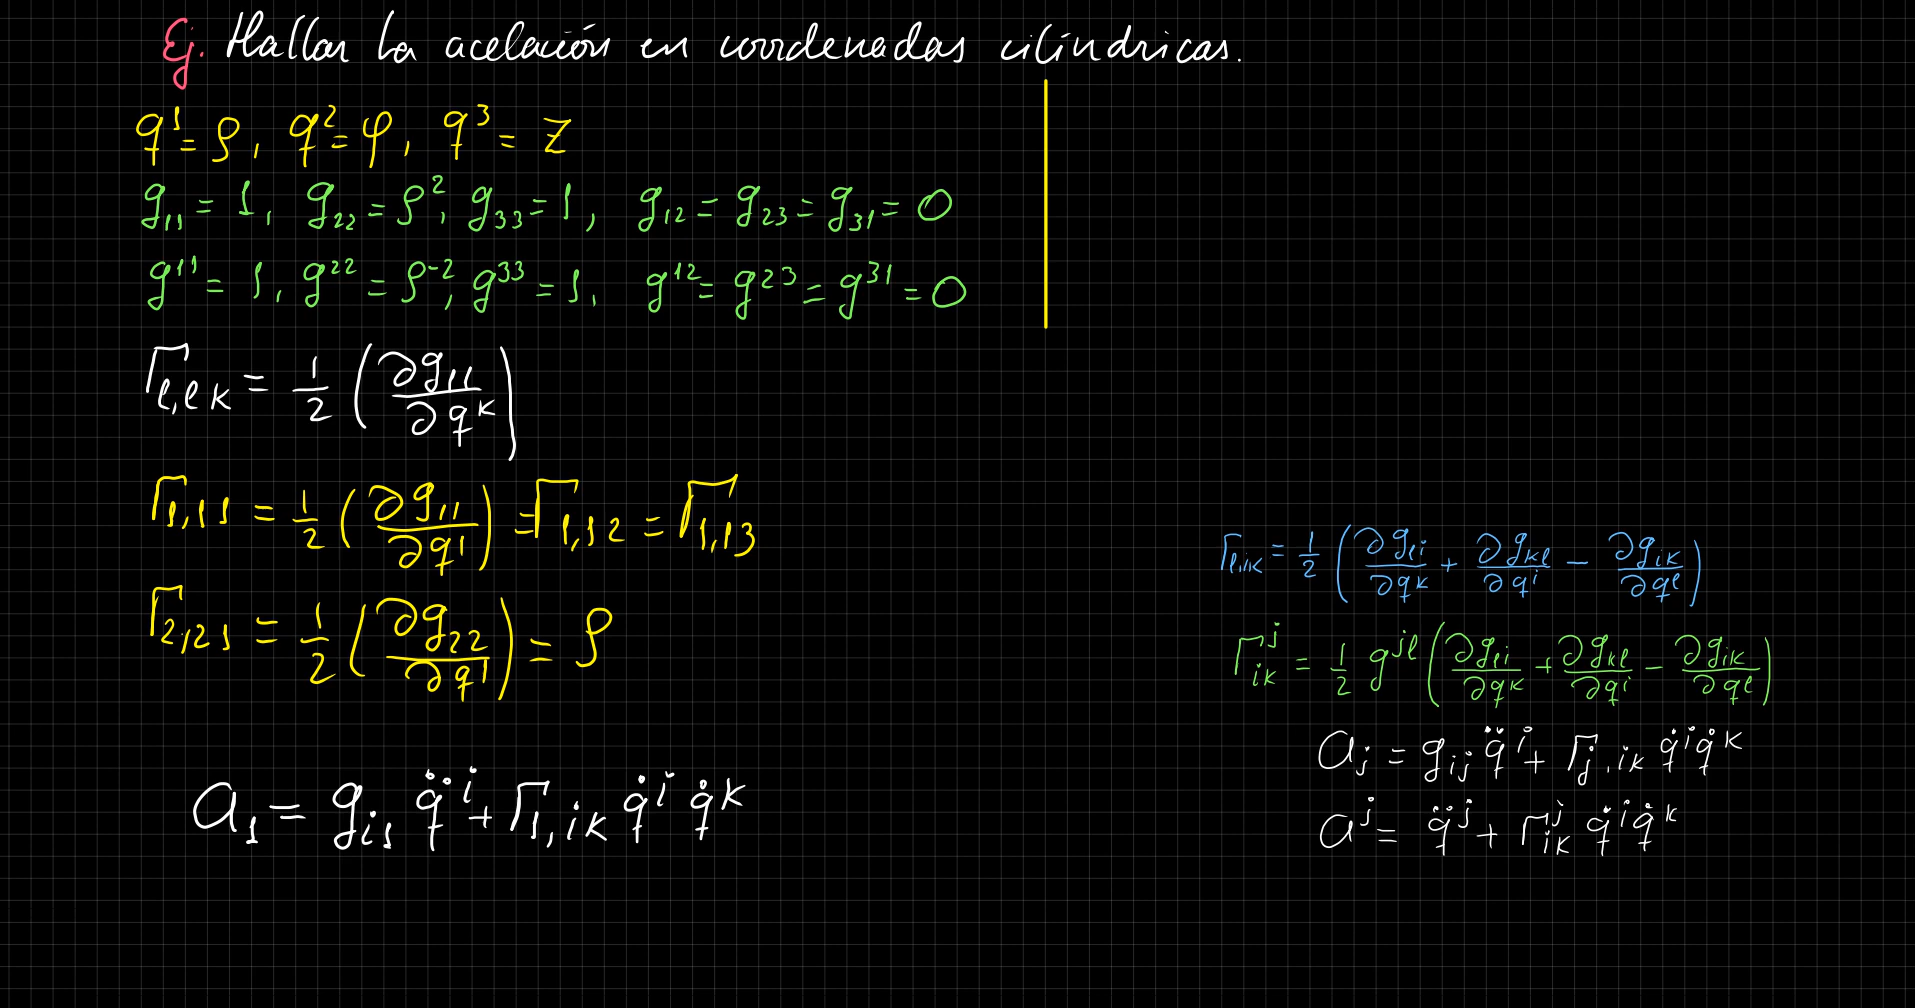 Ej. Hallar la acelación en coordenadas cilíndricas.
q¹ = ρ, q² = φ, q³ = z
g₁₁ = 1, g₂₂ = ρ², g₃₃ = 1, g₁₂ = g₂₃ = g₃₁ = 0
g¹¹ = 1, g²² = ρ⁻², g³³ = 1, g¹² = g²³ = g³¹ = 0
Γ_{l,lk} = 1/2 (∂g_{ll}/∂q^k)
Γ_{1,11} = 1/2 (∂g₁₁/∂q¹) = Γ_{1,12} = Γ_{1,13}
Γ_{2,21} = 1/2 (∂g₂₂/∂q¹) = ρ
a₁ = g_{i1} q̈^i + Γ_{1,ik} q̇^i q̇^k
Γ_{l,ik} = 1/2 (∂g_{li}/∂q^k + ∂g_{kl}/∂q^i − ∂g_{ik}/∂q^l)
Γ^j_{ik} = 1/2 g^{jl} (∂g_{li}/∂q^k + ∂g_{kl}/∂q^i − ∂g_{ik}/∂q^l)
a_j = g_{ij} q̈^i + Γ_{j,ik} q̇^i q̇^k
a^j = q̈^j + Γ^j_{ik} q̇^i q̇^k